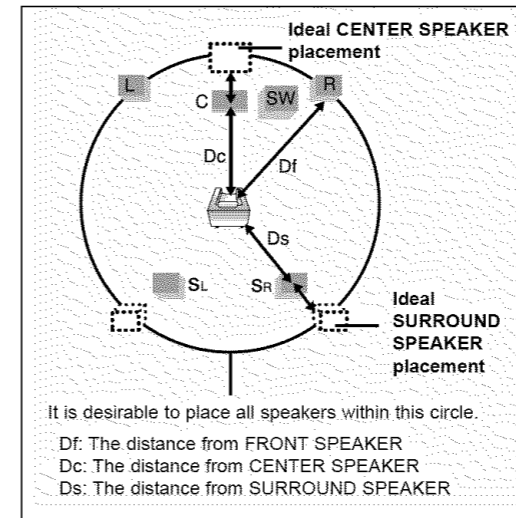 Ideal CENTER SPEAKER
placement
L
R
C
SW
Dc
Df
Ds
SL
SR
Ideal
SURROUND
SPEAKER
placement
It is desirable to place all speakers within this circle.
Df: The distance from FRONT SPEAKER
Dc: The distance from CENTER SPEAKER
Ds: The distance from SURROUND SPEAKER